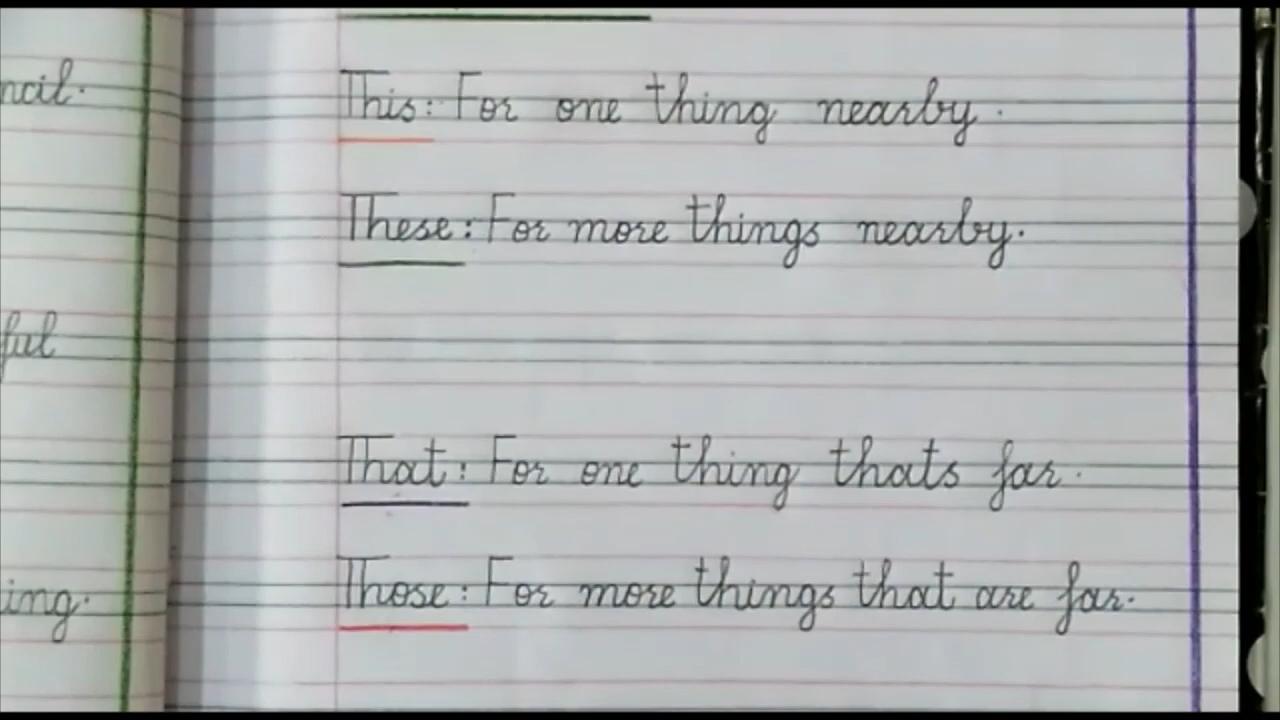 This: For one thing nearby.
These: For more things nearby.
That: For one thing thats far.
Those: For more things that are far.